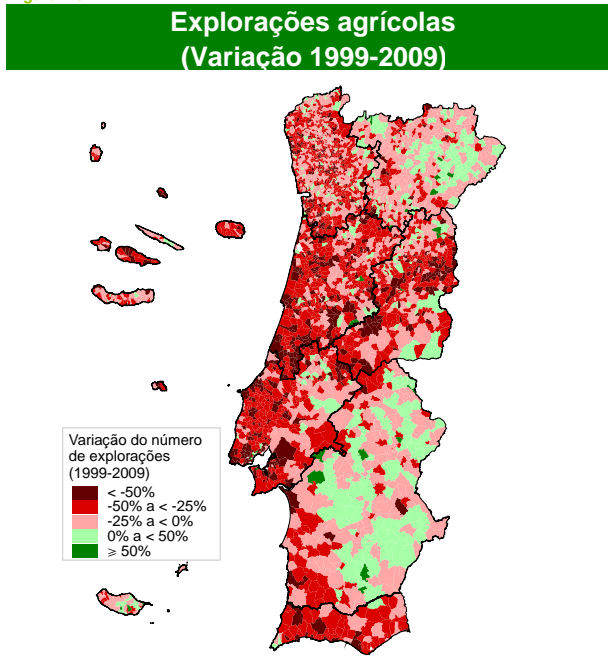 Explorações agrícolas
(Variação 1999-2009)
Variação do número
de explorações
(1999-2009)
< -50%
-50% a < -25%
-25% a < 0%
0% a < 50%
≥ 50%